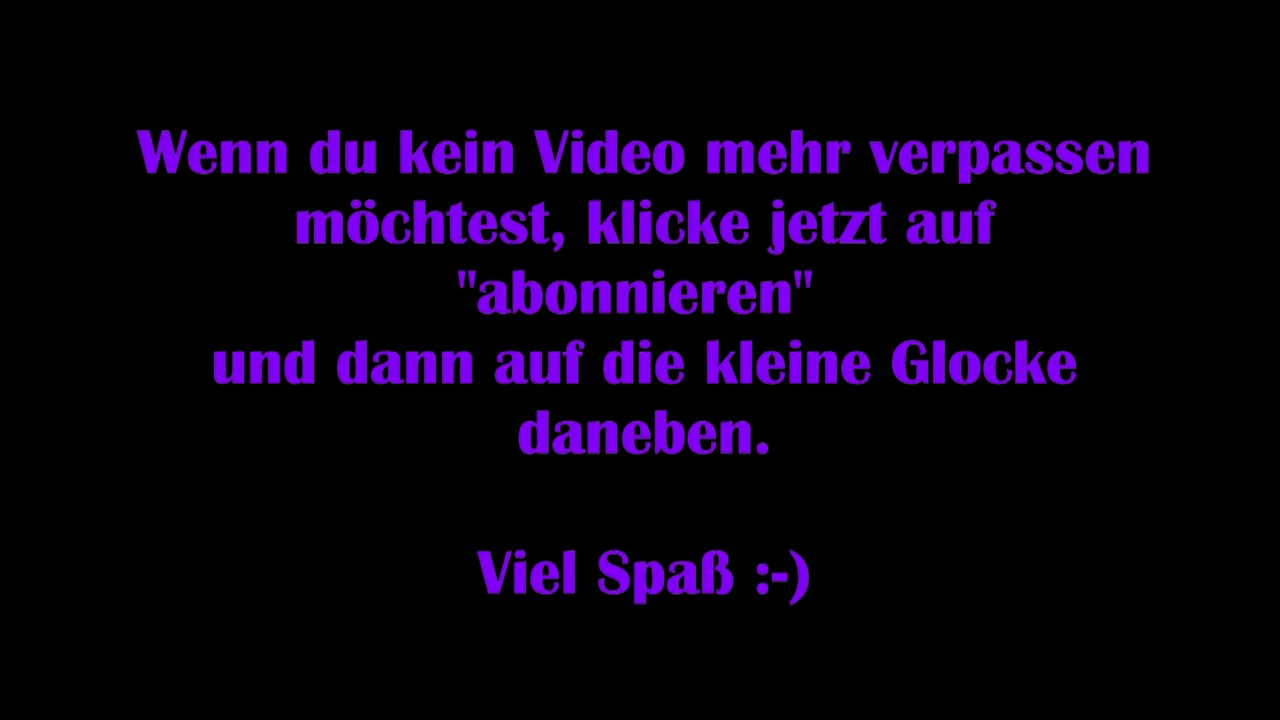 Wenn du kein Video mehr verpassen
möchtest, klicke jetzt auf
"abonnieren"
und dann auf die kleine Glocke
daneben.
Viel Spaß :-)